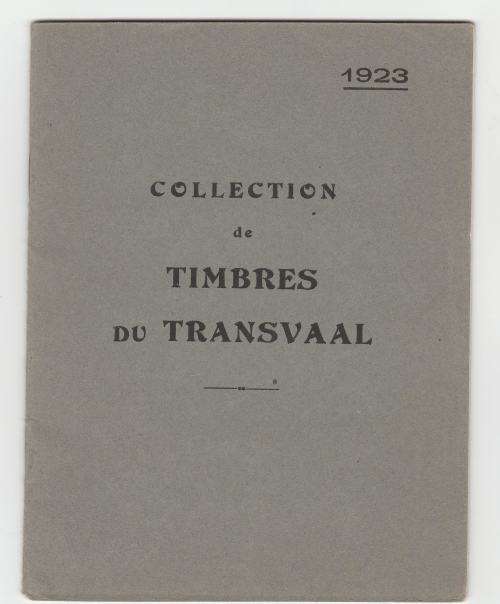 1923
COLLECTION
de
TIMBRES
DU TRANSVAAL